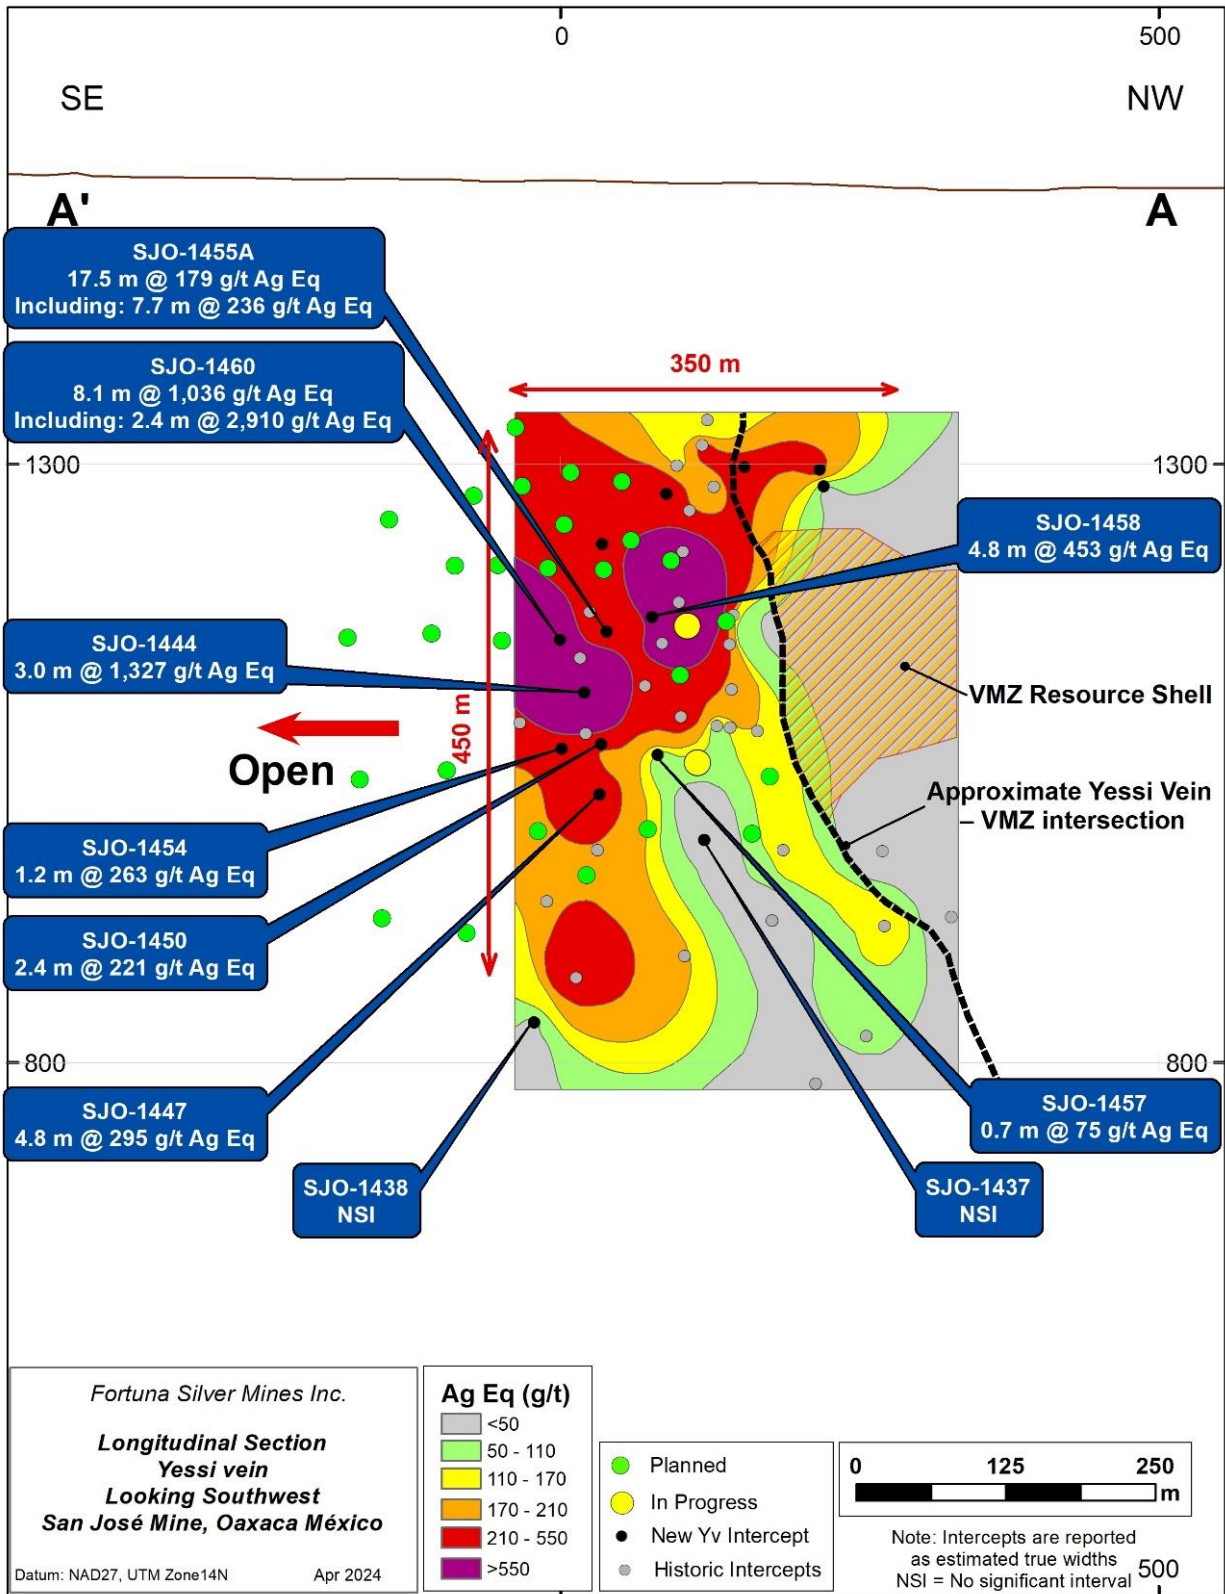 0
500
SE
NW
A'
A
SJO-1455A
17.5 m @ 179 g/t Ag Eq
Including: 7.7 m @ 236 g/t Ag Eq
SJO-1460
8.1 m @ 1,036 g/t Ag Eq
Including: 2.4 m @ 2,910 g/t Ag Eq
350 m
1300
1300
SJO-1458
4.8 m @ 453 g/t Ag Eq
SJO-1444
3.0 m @ 1,327 g/t Ag Eq
VMZ Resource Shell
450 m
Open
Approximate Yessi Vein
– VMZ intersection
SJO-1454
1.2 m @ 263 g/t Ag Eq
SJO-1450
2.4 m @ 221 g/t Ag Eq
800
800
SJO-1447
4.8 m @ 295 g/t Ag Eq
SJO-1457
0.7 m @ 75 g/t Ag Eq
SJO-1438
NSI
SJO-1437
NSI
Fortuna Silver Mines Inc.
Longitudinal Section
Yessi vein
Looking Southwest
San José Mine, Oaxaca México
Datum: NAD27, UTM Zone14N
Apr 2024
Ag Eq (g/t)
<50
50 - 110
110 - 170
170 - 210
210 - 550
>550
Planned
In Progress
New Yv Intercept
Historic Intercepts
0
125
250
m
Note: Intercepts are reported
as estimated true widths
NSI = No significant interval
500